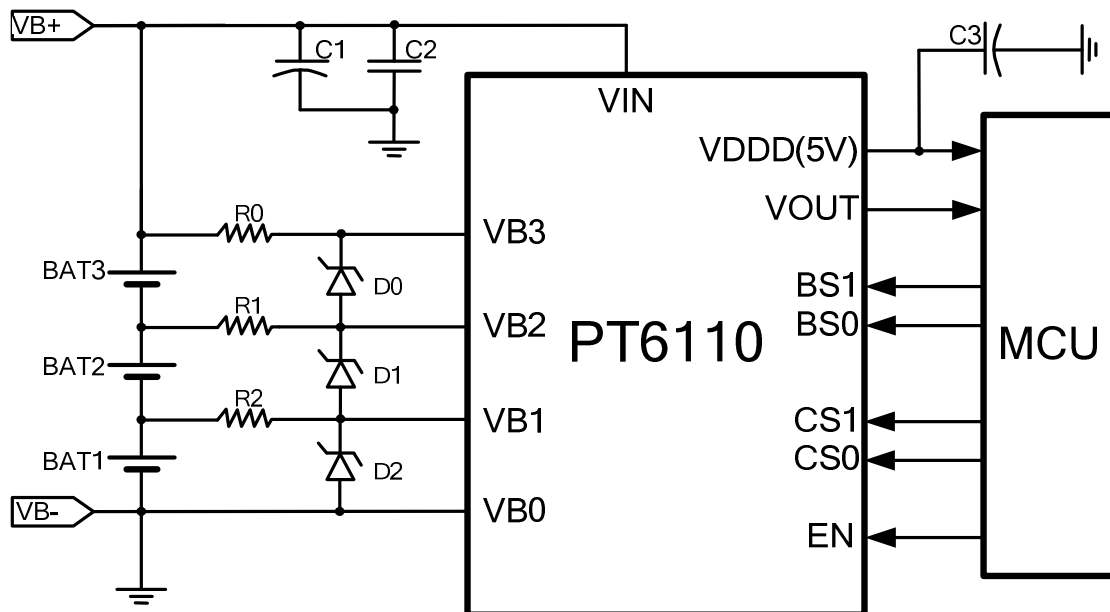 VB+
C1
C2
C3
VIN
VDDD(5V)
VOUT
R0
VB3
BAT3
D0
BS1
R1
VB2
BS0
PT6110
MCU
BAT2
D1
R2
VB1
CS1
BAT1
D2
CS0
VB-
VB0
EN